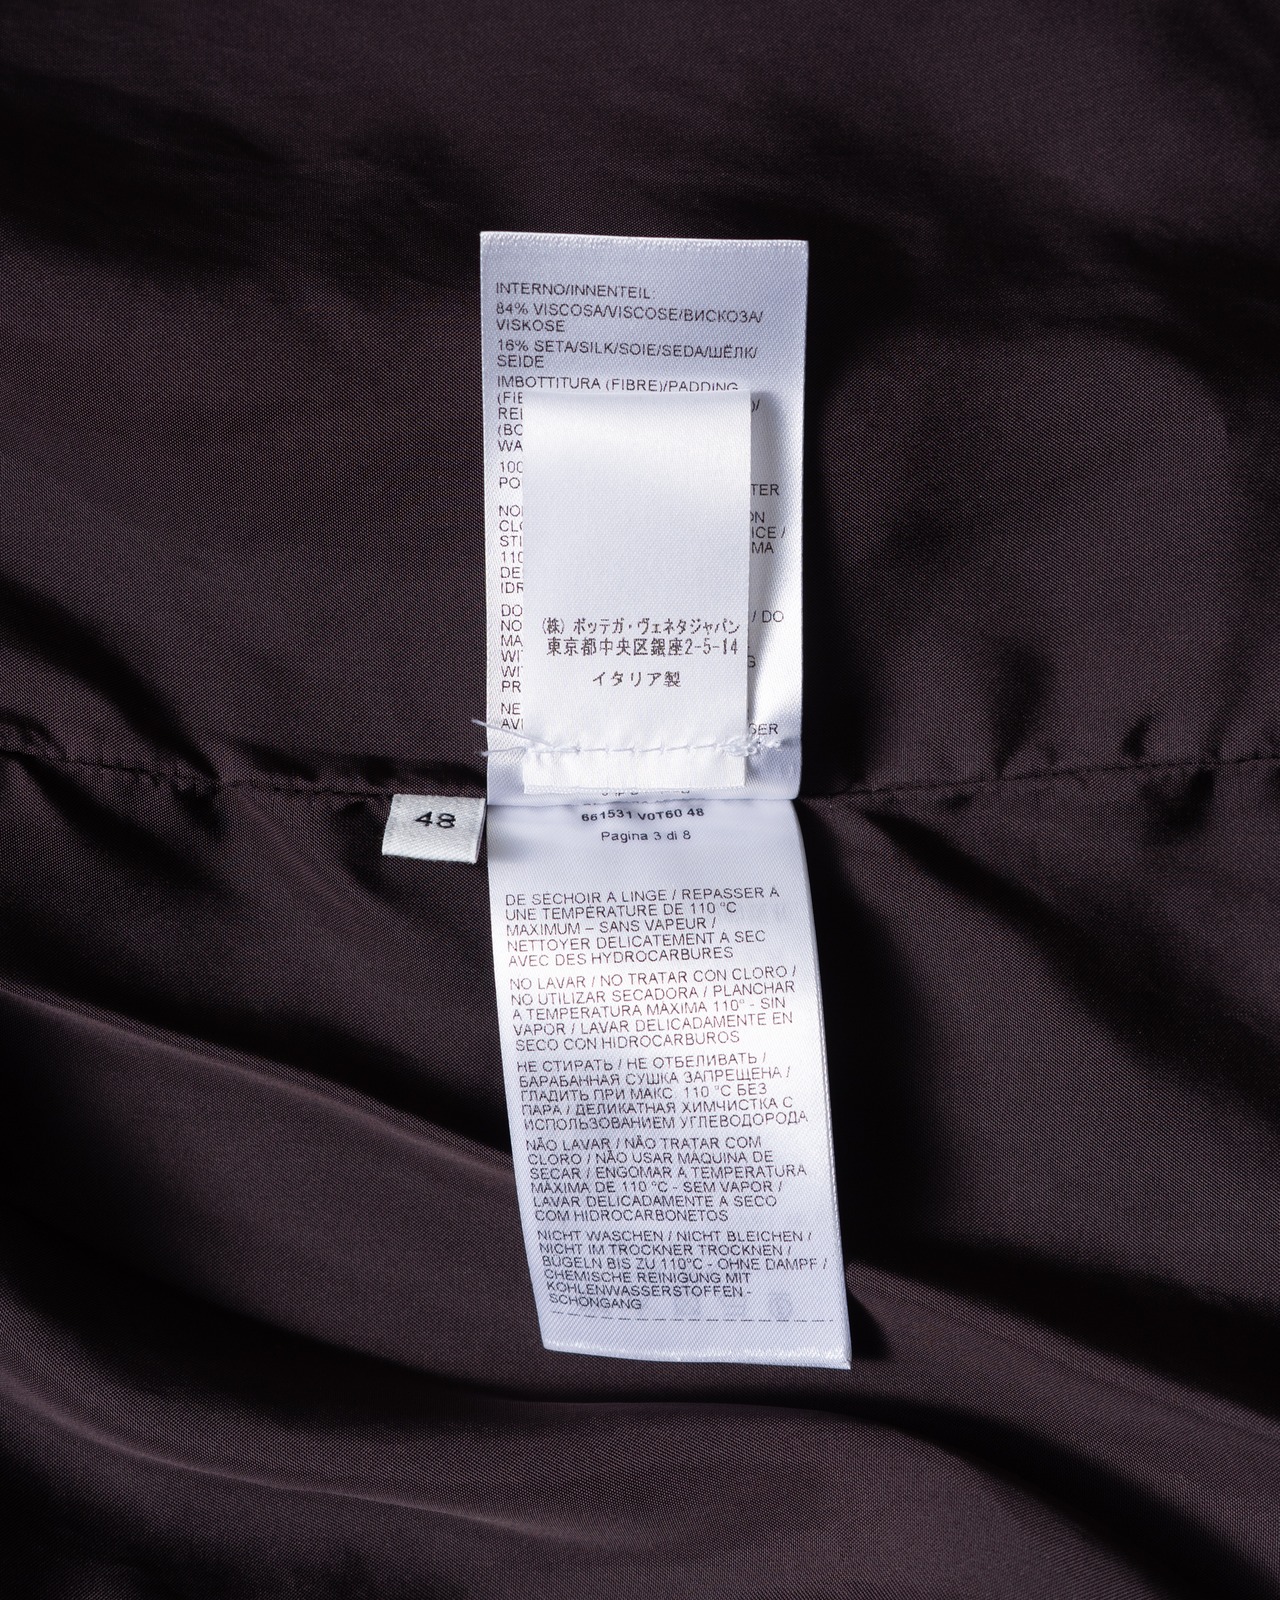 INTERNO/INNENTEIL:
84% VISCOSA/VISCOSE/ВИСКОЗА/
VISKOSE
16% SETA/SILK/SOIE/SEDA/ШЁЛК/
SEIDE
IMBOTTITURA (FIBRE)/PADDING
(株) ボッテガ・ヴェネタジャパン
東京都中央区銀座2-5-14
イタリア製
48
661531 V0T60 48
Pagina 3 di 8
DE SÉCHOIR À LINGE / REPASSER À
UNE TEMPÉRATURE DE 110 °C
MAXIMUM – SANS VAPEUR /
NETTOYER DELICATEMENT A SEC
AVEC DES HYDROCARBURES
NO LAVAR / NO TRATAR CON CLORO /
NO UTILIZAR SECADORA / PLANCHAR
A TEMPERATURA MÁXIMA 110° - SIN
VAPOR / LAVAR DELICADAMENTE EN
SECO CON HIDROCARBUROS
НЕ СТИРАТЬ / НЕ ОТБЕЛИВАТЬ /
БАРАБАННАЯ СУШКА ЗАПРЕЩЕНА /
ГЛАДИТЬ ПРИ МАКС. 110 °C БЕЗ
ПАРА / ДЕЛИКАТНАЯ ХИМЧИСТКА С
ИСПОЛЬЗОВАНИЕМ УГЛЕВОДОРОДА
NÃO LAVAR / NÃO TRATAR COM
CLORO / NÃO USAR MÁQUINA DE
SECAR / ENGOMAR A TEMPERATURA
MÁXIMA DE 110 °C - SEM VAPOR /
LAVAR DELICADAMENTE A SECO
COM HIDROCARBONETOS
NICHT WASCHEN / NICHT BLEICHEN /
NICHT IM TROCKNER TROCKNEN /
BÜGELN BIS ZU 110°C - OHNE DAMPF /
CHEMISCHE REINIGUNG MIT
KOHLENWASSERSTOFFEN -
SCHONGANG